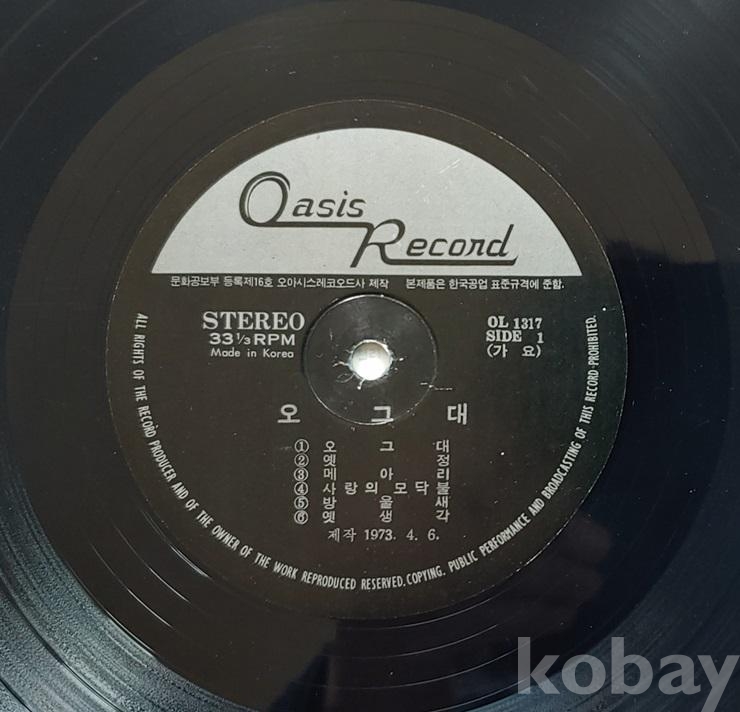 Oasis
Record
문화공보부 등록제16호 오아시스레코오드사 제작 본제품은 한국공업 표준규격에 준함.
STEREO
33 1/3 RPM
Made in Korea
OL 1317
SIDE 1
(가 요)
오 그 대
① 오 그 대
② 옛 정
③ 메 아 리
④ 사랑의 모닥불
⑤ 방 울 새
⑥ 옛 생 각
제작 1973. 4. 6.
ALL RIGHTS OF THE RECORD PRODUCER AND OF THE OWNER OF THE WORK REPRODUCED RESERVED. COPYING. PUBLIC PERFORMANCE AND BROADCASTING OF THIS RECORD PROHIBITED.
kobay